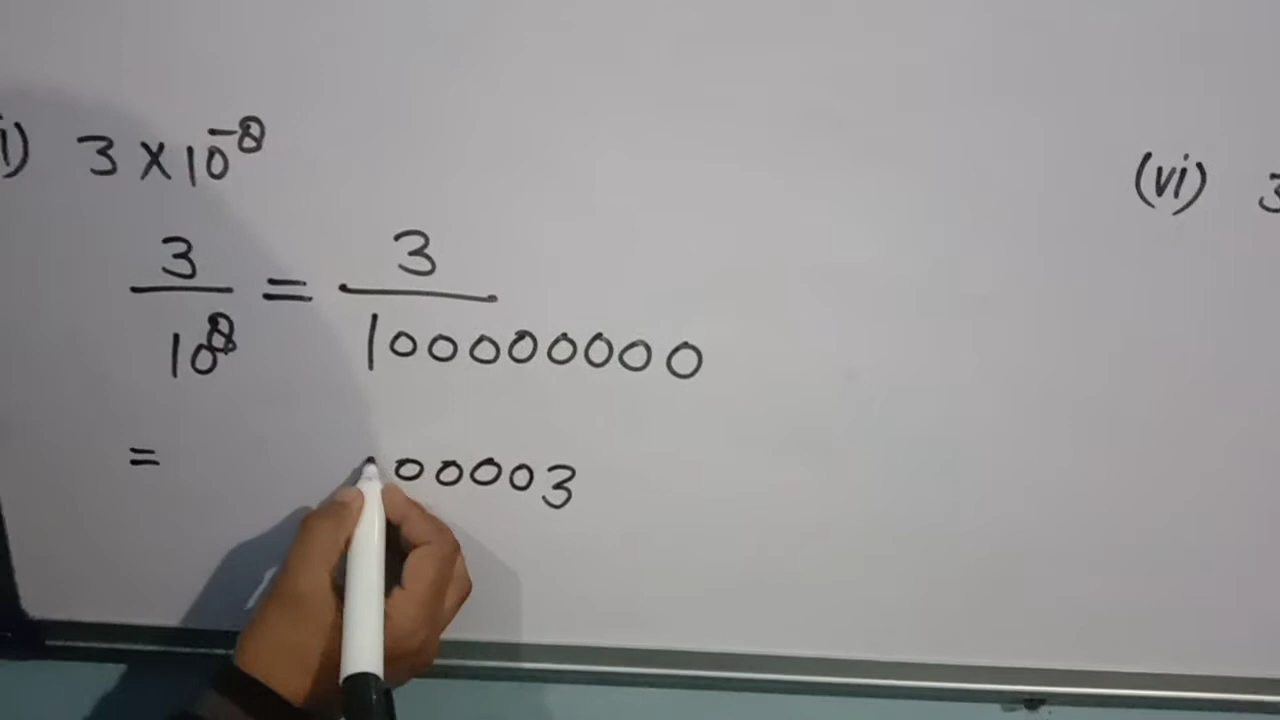 i) 3 × 10⁻⁸
3/10⁸ = 3/100000000
= 00003
(vi) 3